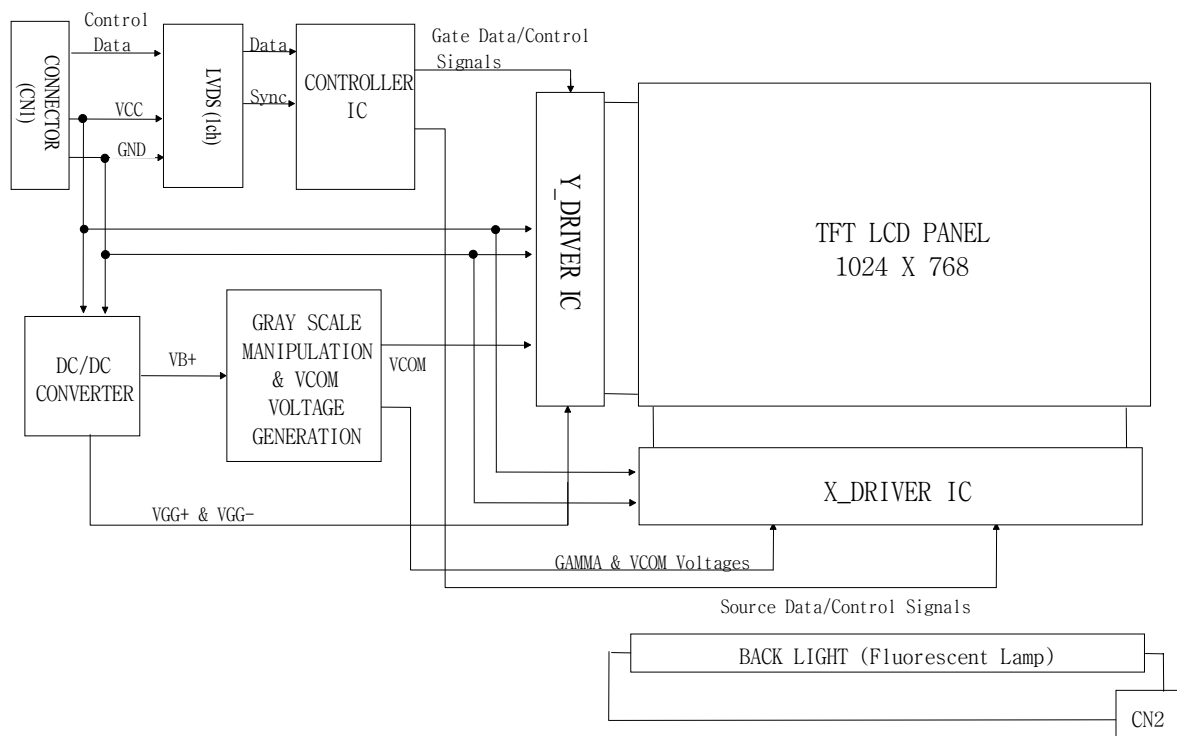 Control
Data
CONNECTOR
(CN1)
VCC
GND
LVDS(1ch)
Data
Sync
CONTROLLER
IC
Gate Data/Control
Signals
Y_DRIVER IC
TFT LCD PANEL
1024 X 768
DC/DC
CONVERTER
VB+
GRAY SCALE
MANIPULATION
& VCOM
VOLTAGE
GENERATION
VCOM
X_DRIVER IC
VGG+ & VGG-
GAMMA & VCOM Voltages
Source Data/Control Signals
BACK LIGHT (Fluorescent Lamp)
CN2